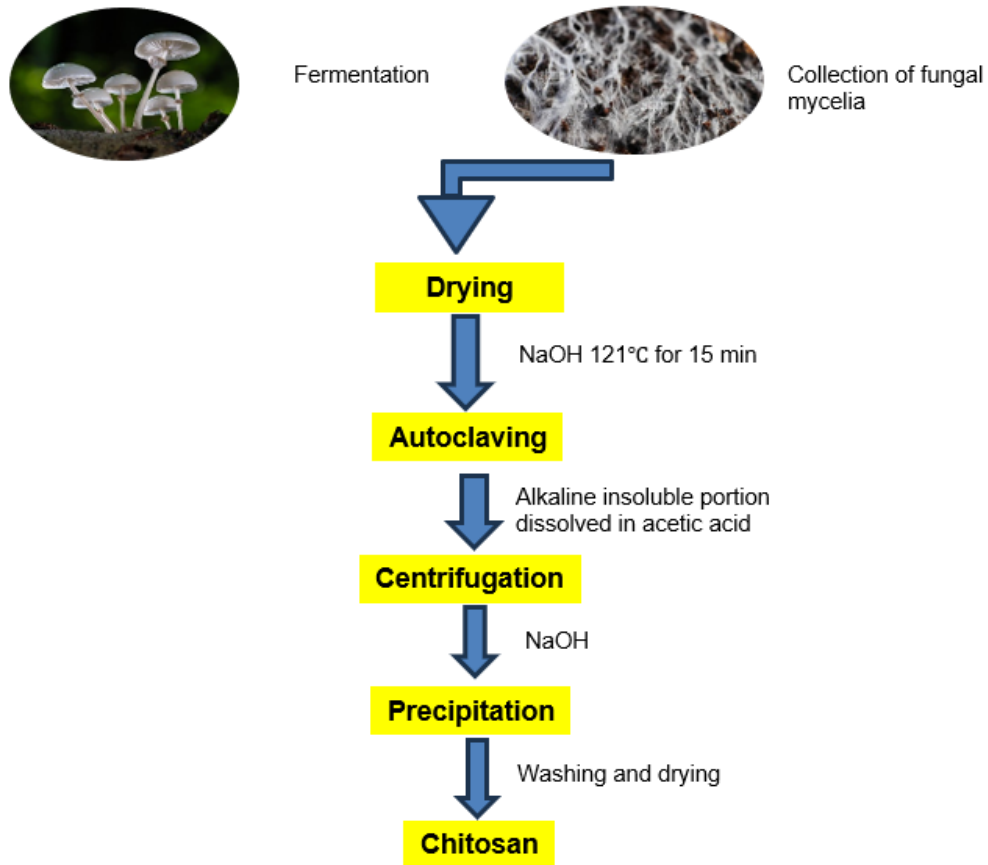 Fermentation
Collection of fungal
mycelia
Drying
NaOH 121℃ for 15 min
Autoclaving
Alkaline insoluble portion
dissolved in acetic acid
Centrifugation
NaOH
Precipitation
Washing and drying
Chitosan